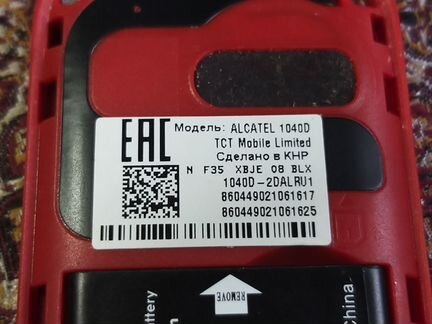 EAC
Модель: ALCATEL 1040D
TCT Mobile Limited
Сделано в КНР
N F35 XBJE 08 BLX
1040D-2DALRU1
860449021061617
860449021061625
REMOVE
attery
China.